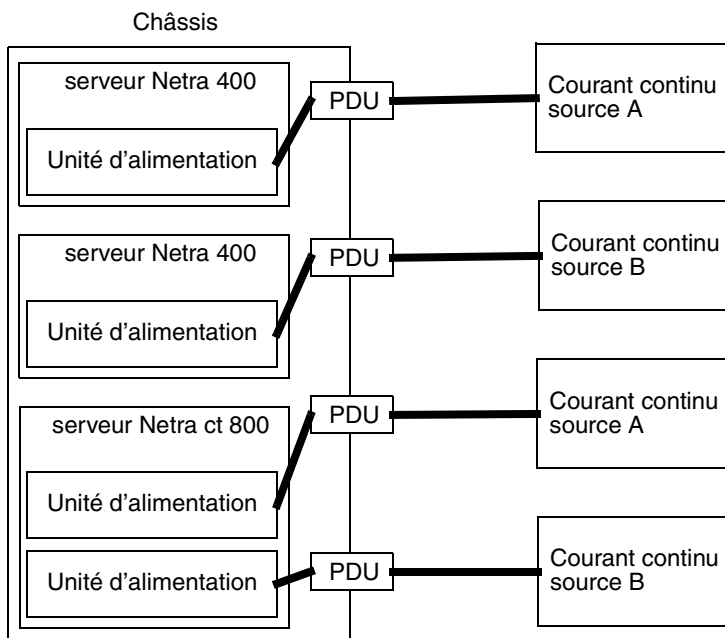 Châssis
serveur Netra 400
PDU
Courant continu
source A
Unité d'alimentation
serveur Netra 400
PDU
Courant continu
source B
Unité d'alimentation
serveur Netra ct 800
PDU
Courant continu
source A
Unité d'alimentation
Unité d'alimentation
PDU
Courant continu
source B